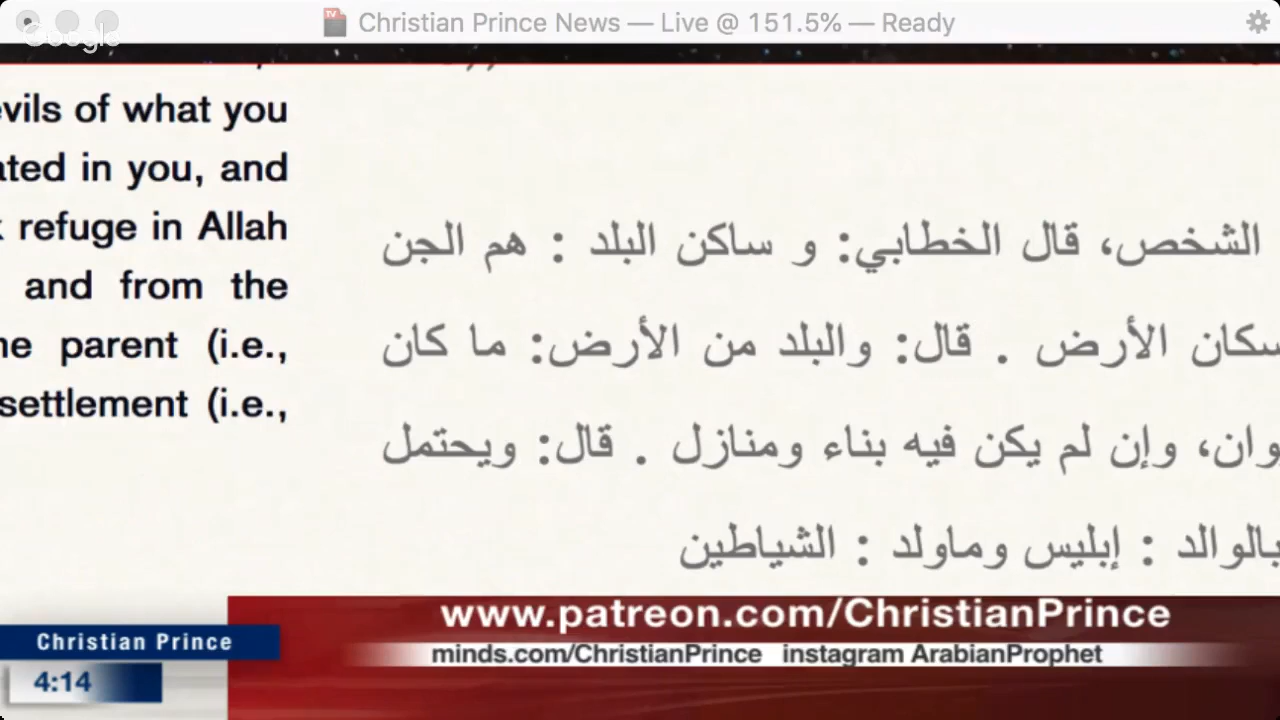 Christian Prince News — Live @ 151.5% — Ready
Google
evils of what you
ated in you, and
refuge in Allah
and from the
parent (i.e.,
settlement (i.e.,
الشخص، قال الخطابي: و ساكن البلد : هم الجن
سكان الأرض . قال: والبلد من الأرض: ما كان
وان، وإن لم يكن فيه بناء ومنازل . قال: ويحتمل
بالوالد : إبليس وماولد : الشياطين
www.patreon.com/ChristianPrince
minds.com/ChristianPrince instagram ArabianProphet
Christian Prince
4:14